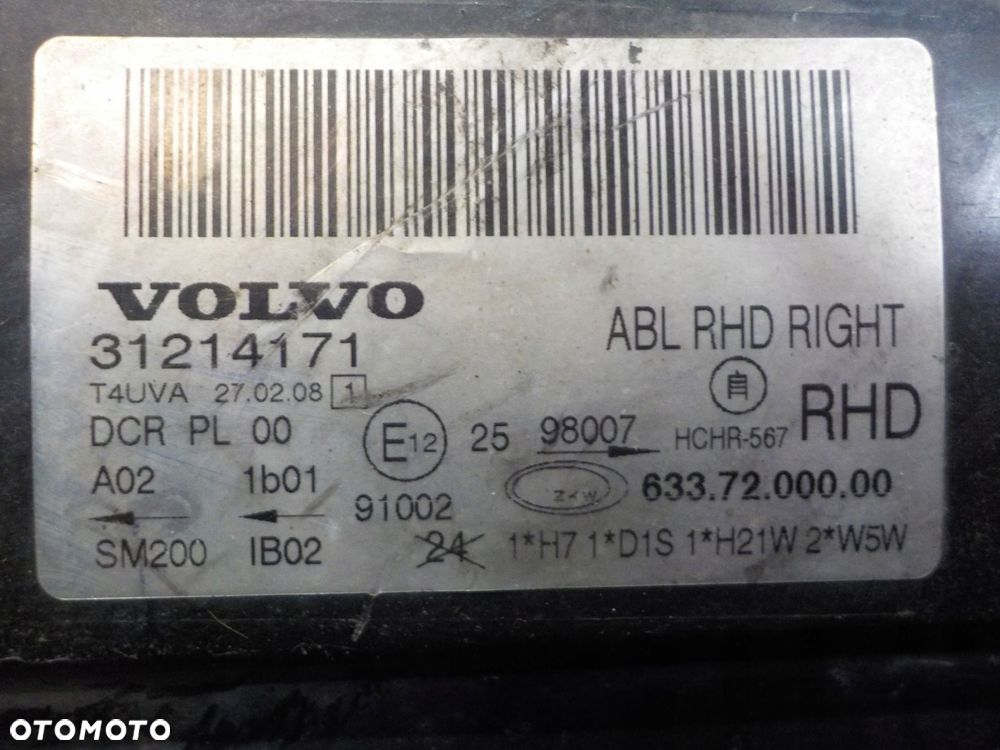 VOLVO
31214171
T4UVA 27.02.08 1
DCR PL 00
A02 1b01
SM200 IB02
E12 25 98007
91002
24
ABL RHD RIGHT
自
HCHR-567 RHD
ZKW 633.72.000.00
1*H7 1*D1S 1*H21W 2*W5W
OTOMOTO